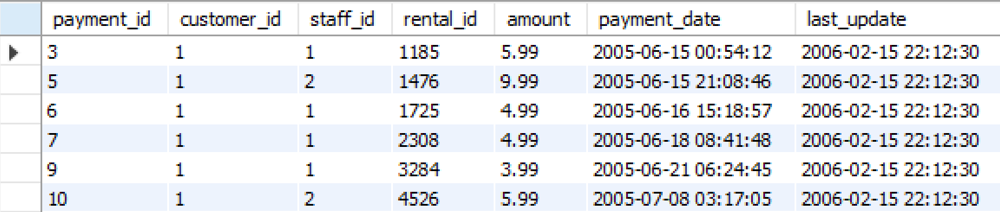 payment_id customer_id staff_id rental_id amount payment_date last_update
3 1 1 1185 5.99 2005-06-15 00:54:12 2006-02-15 22:12:30
5 1 2 1476 9.99 2005-06-15 21:08:46 2006-02-15 22:12:30
6 1 1 1725 4.99 2005-06-16 15:18:57 2006-02-15 22:12:30
7 1 1 2308 4.99 2005-06-18 08:41:48 2006-02-15 22:12:30
9 1 1 3284 3.99 2005-06-21 06:24:45 2006-02-15 22:12:30
10 1 2 4526 5.99 2005-07-08 03:17:05 2006-02-15 22:12:30